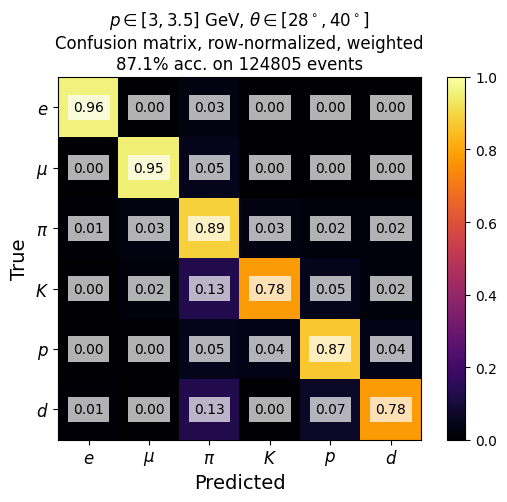 p ∈ [3, 3.5] GeV, θ ∈ [28°, 40°]
Confusion matrix, row-normalized, weighted
87.1% acc. on 124805 events
e 0.96 0.00 0.03 0.00 0.00 0.00
μ 0.00 0.95 0.05 0.00 0.00 0.00
π 0.01 0.03 0.89 0.03 0.02 0.02
K 0.00 0.02 0.13 0.78 0.05 0.02
p 0.00 0.00 0.05 0.04 0.87 0.04
d 0.01 0.00 0.13 0.00 0.07 0.78
e μ π K p d
Predicted
True
1.0
0.8
0.6
0.4
0.2
0.0